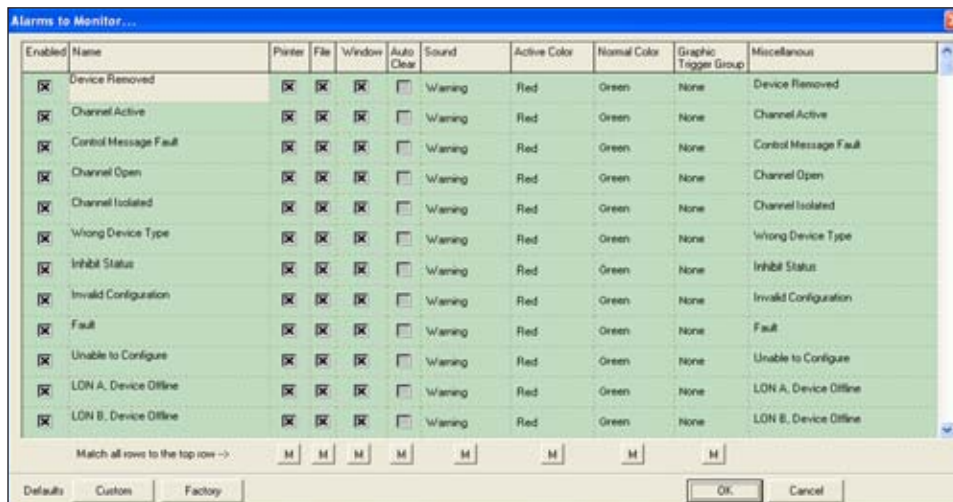 Alarms to Monitor...
Enabled Name Printer File Window Auto Clear Sound Active Color Normal Color Graphic Trigger Group Miscellanous
Device Removed Warning Red Green None Device Removed
Channel Active Warning Red Green None Channel Active
Control Message Fault Warning Red Green None Control Message Fault
Channel Open Warning Red Green None Channel Open
Channel Isolated Warning Red Green None Channel Isolated
Wrong Device Type Warning Red Green None Wrong Device Type
Inhibit Status Warning Red Green None Inhibit Status
Invalid Configuration Warning Red Green None Invalid Configuration
Fault Warning Red Green None Fault
Unable to Configure Warning Red Green None Unable to Configure
LON A, Device Offline Warning Red Green None LON A, Device Offline
LON B, Device Offline Warning Red Green None LON B, Device Offline
Match all rows to the top row --> M M M M M M M M
Defaults Custom Factory OK Cancel